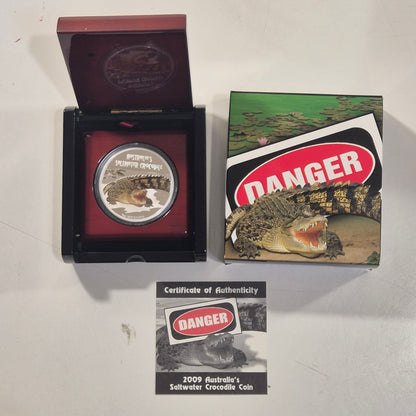 AUSTRALIA'S
SALTWATER CROCODILE
DANGER
Certificate of Authenticity
DANGER
2009 Australia's
Saltwater Crocodile Coin